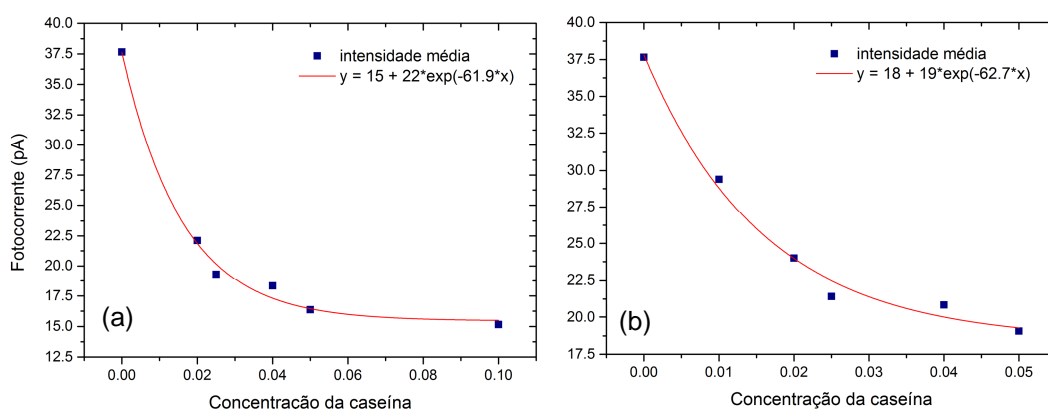 40.0
37.5
35.0
32.5
30.0
27.5
25.0
22.5
20.0
17.5
15.0
12.5
Fotocorrente (pA)
intensidade média
y = 15 + 22*exp(-61.9*x)
(a)
0.00 0.02 0.04 0.06 0.08 0.10
Concentracão da caseína
40.0
37.5
35.0
32.5
30.0
27.5
25.0
22.5
20.0
17.5
intensidade média
y = 18 + 19*exp(-62.7*x)
(b)
0.00 0.01 0.02 0.03 0.04 0.05
Concentração da caseína